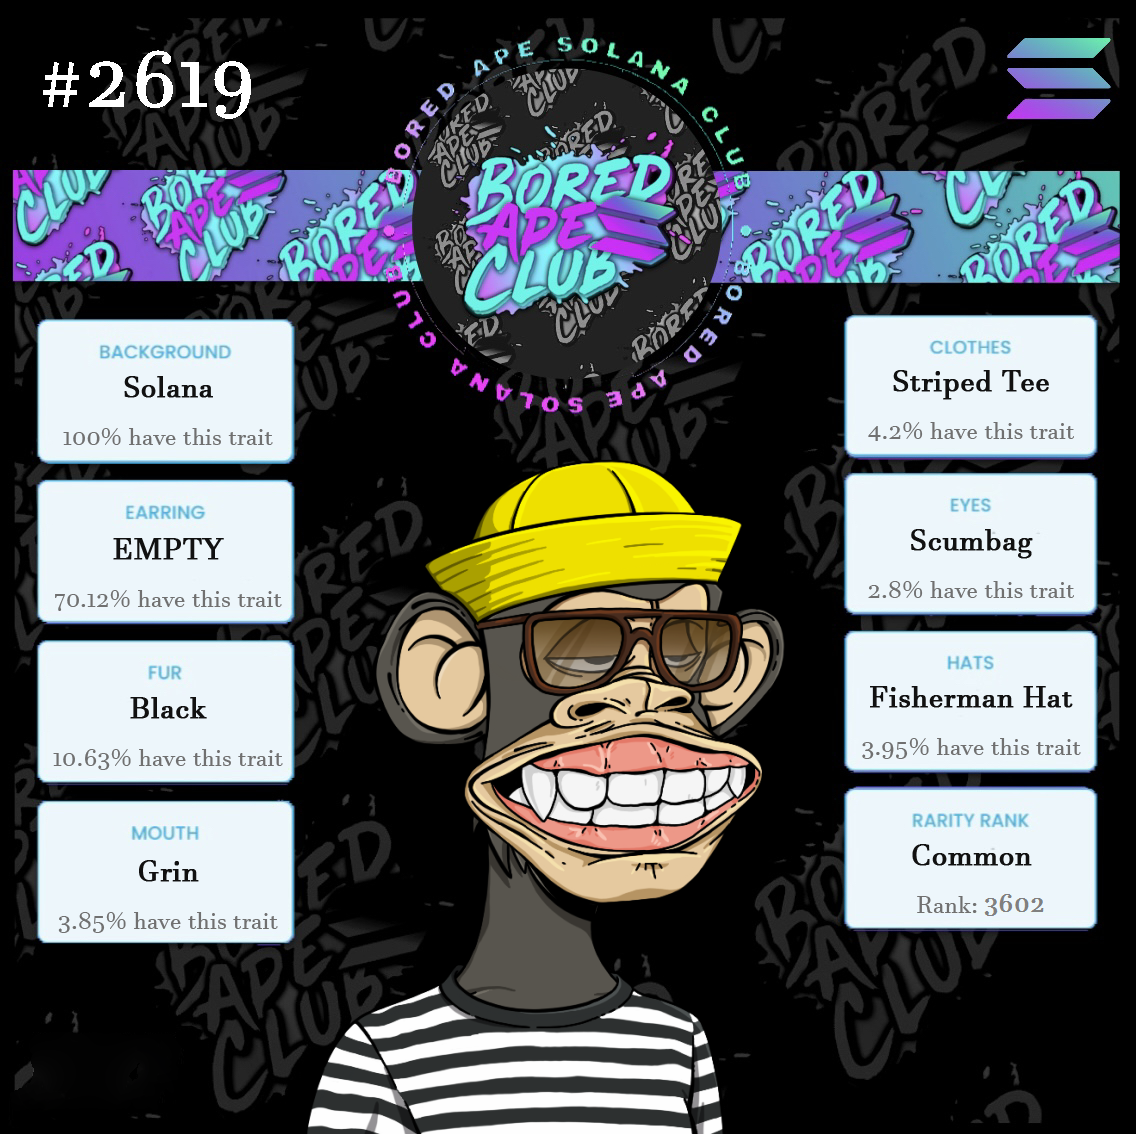 #2619
BORED APE SOLANA CLUB
BORED APE SOLANA CLUB
BORED
APE
CLUB
BACKGROUND
Solana
100% have this trait
EARRING
EMPTY
70.12% have this trait
FUR
Black
10.63% have this trait
MOUTH
Grin
3.85% have this trait
CLOTHES
Striped Tee
4.2% have this trait
EYES
Scumbag
2.8% have this trait
HATS
Fisherman Hat
3.95% have this trait
RARITY RANK
Common
Rank: 3602